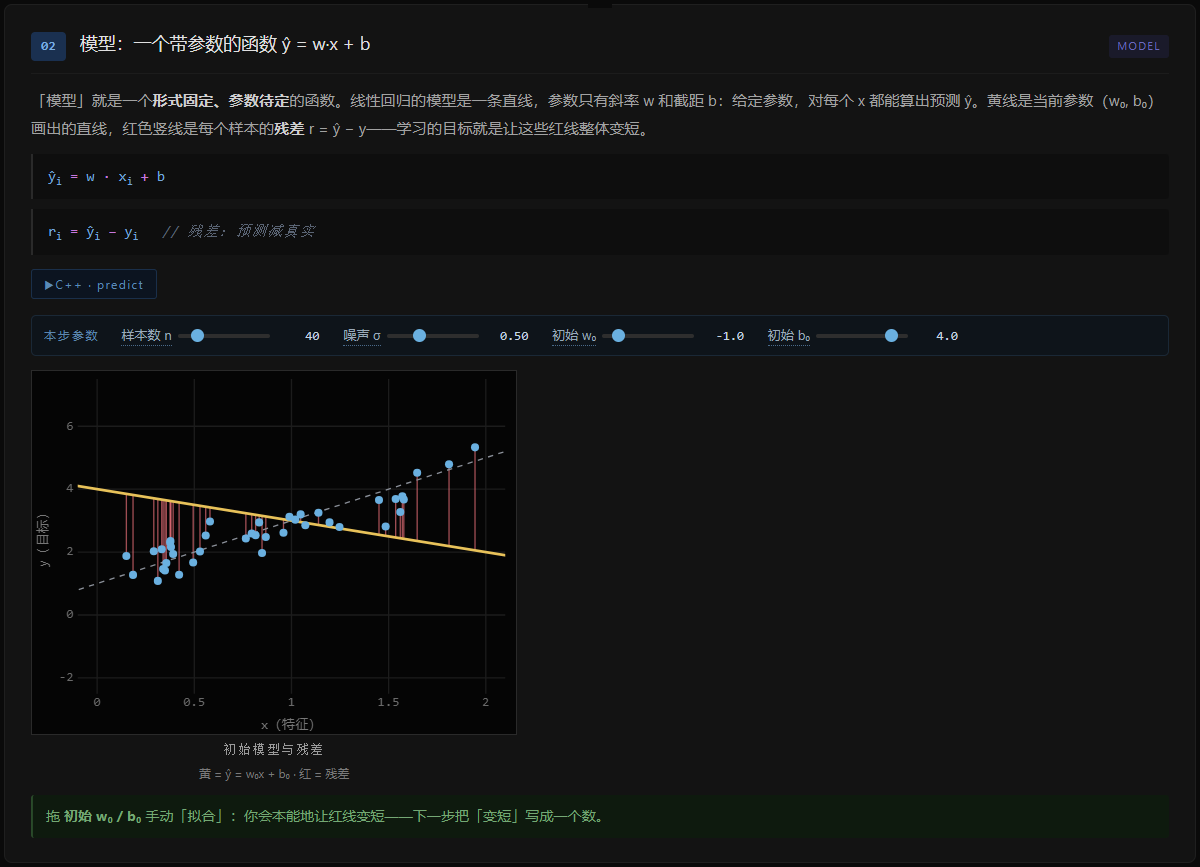 02 模型：一个带参数的函数 ŷ = w·x + b MODEL
「模型」就是一个形式固定、参数待定的函数。线性回归的模型是一条直线，参数只有斜率 w 和截距 b：给定参数，对每个 x 都能算出预测 ŷ。黄线是当前参数（w₀, b₀）
画出的直线，红色竖线是每个样本的残差 r = ŷ − y——学习的目标就是让这些红线整体变短。
ŷᵢ = w · xᵢ + b
rᵢ = ŷᵢ − yᵢ // 残差：预测减真实
▶C++ · predict
本步参数 样本数 n 40 噪声 σ 0.50 初始 w₀ -1.0 初始 b₀ 4.0
6
4
2
0
-2
y（目标）
0 0.5 1 1.5 2
x（特征）
初始模型与残差
黄 = ŷ = w₀x + b₀ · 红 = 残差
拖 初始 w₀ / b₀ 手动「拟合」：你会本能地让红线变短——下一步把「变短」写成一个数。